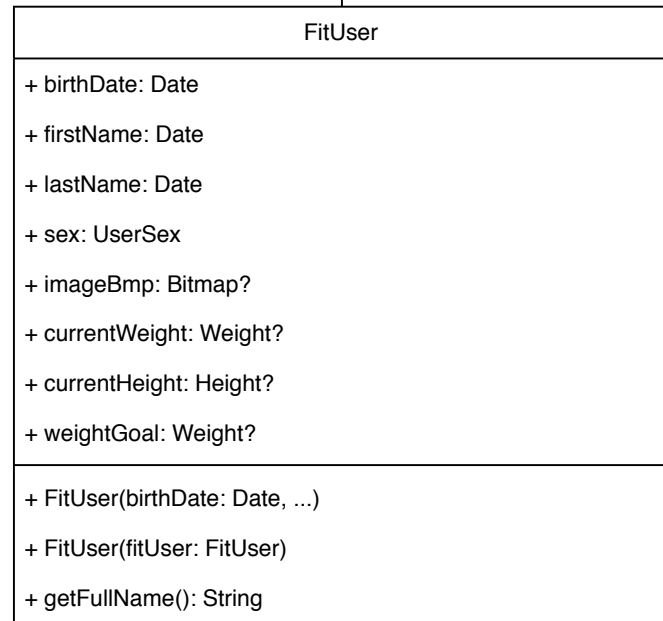 FitUser
+ birthDate: Date
+ firstName: Date
+ lastName: Date
+ sex: UserSex
+ imageBmp: Bitmap?
+ currentWeight: Weight?
+ currentHeight: Height?
+ weightGoal: Weight?
+ FitUser(birthDate: Date, ...)
+ FitUser(fitUser: FitUser)
+ getFullName(): String